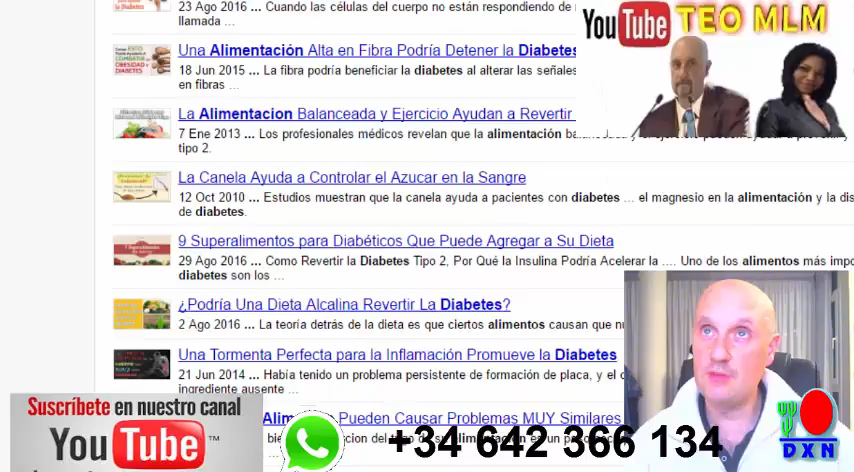 23 Ago 2016 ... Cuando las células del cuerpo no están respondiendo de
llamada ...
Una Alimentación Alta en Fibra Podría Detener la Diabetes
18 Jun 2015 ... La fibra podría beneficiar la diabetes al alterar las señales
en fibras ...
La Alimentacion Balanceada y Ejercicio Ayudan a Revertir
7 Ene 2013 ... Los profesionales médicos revelan que la alimentación
tipo 2.
La Canela Ayuda a Controlar el Azucar en la Sangre
12 Oct 2010 ... Estudios muestran que la canela ayuda a pacientes con diabetes ... el magnesio en la alimentación y la
de diabetes.
9 Superalimentos para Diabéticos Que Puede Agregar a Su Dieta
29 Ago 2016 ... Como Revertir la Diabetes Tipo 2, Por Qué la Insulina Podría Acelerar la .... Uno de los alimentos más
diabetes son los ...
¿Podría Una Dieta Alcalina Revertir La Diabetes?
2 Ago 2016 ... La teoría detrás de la dieta es que ciertos alimentos causan que
Una Tormenta Perfecta para la Inflamación Promueve la Diabetes
21 Jun 2014 ... Había tenido un problema persistente de formación de placa, y el
ingrediente ausente ...
Pueden Causar Problemas MUY Similares
YouTube TEO MLM
Suscríbete en nuestro canal
YouTube™
+34 642 366 134
DXN